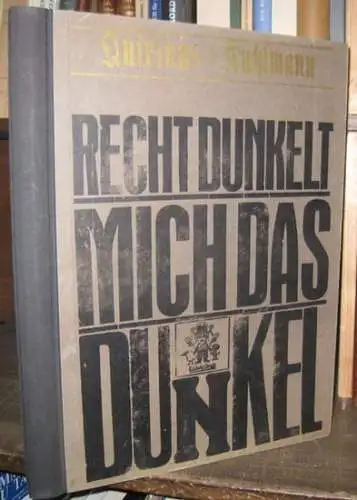 Quirinus Kuhlmann
RECHT DUNKELT
MICH DAS
DUNKEL